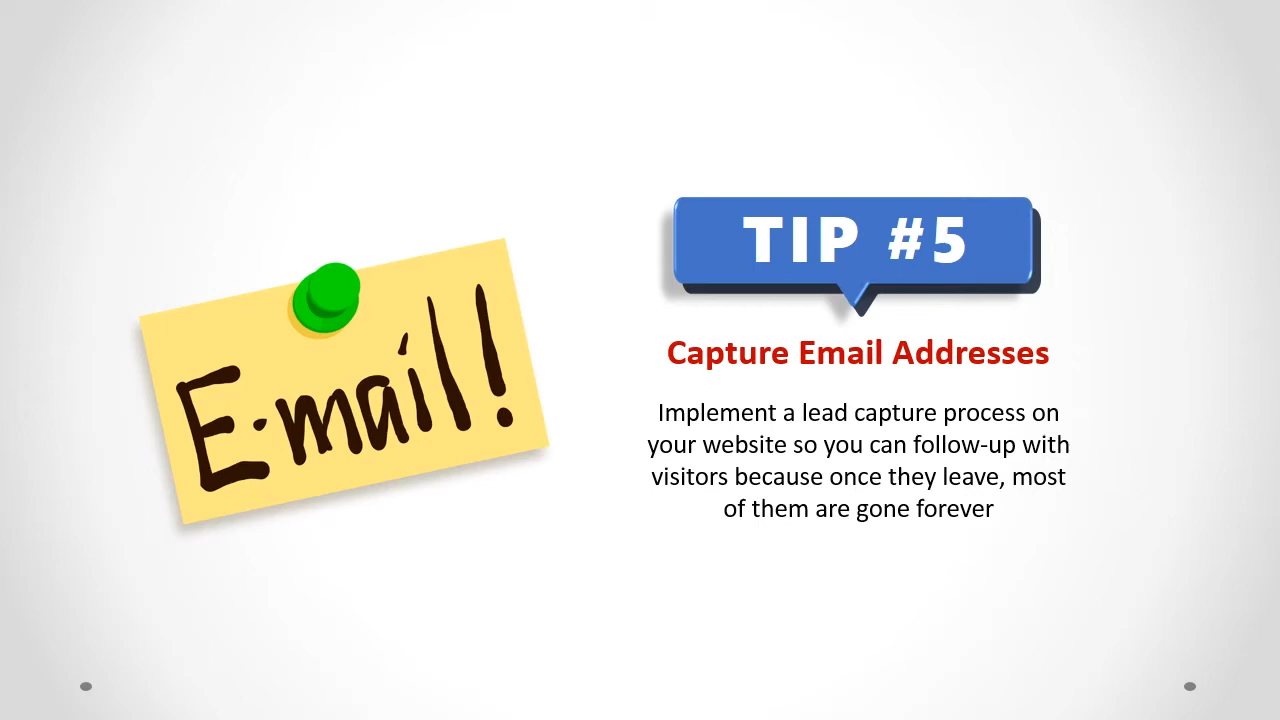 E-mail!
TIP #5
Capture Email Addresses
Implement a lead capture process on
your website so you can follow-up with
visitors because once they leave, most
of them are gone forever